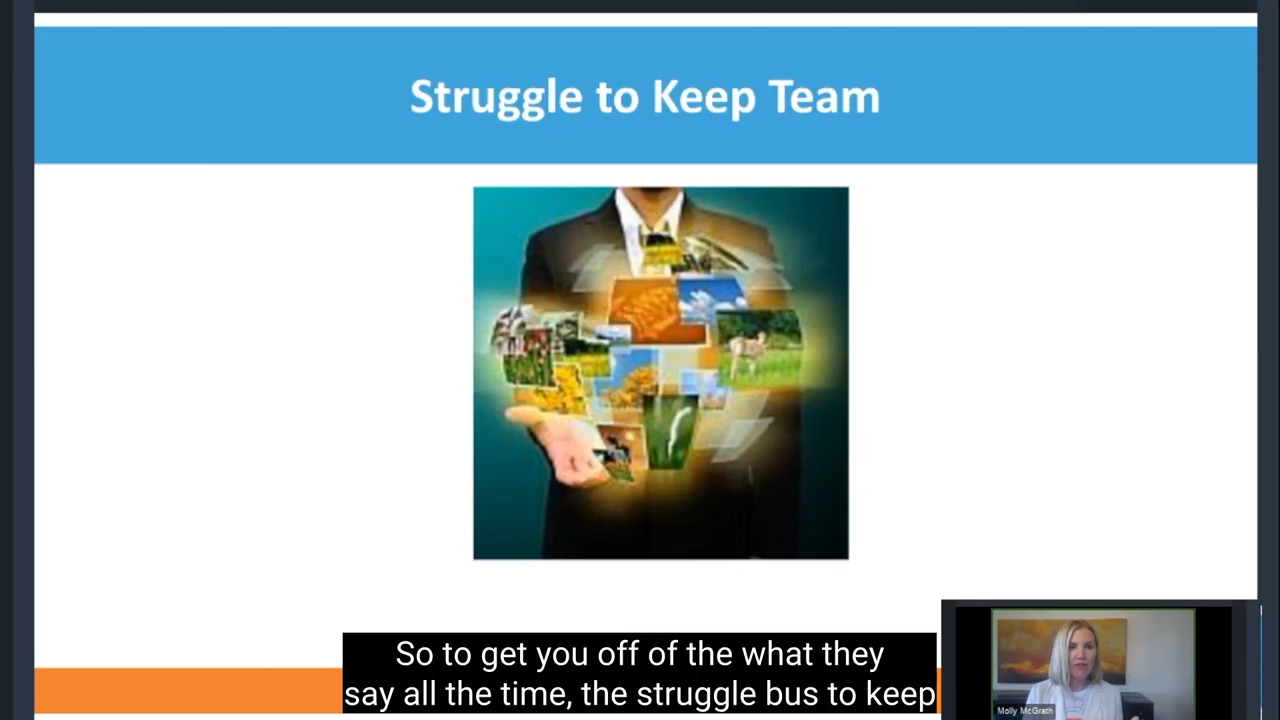 Struggle to Keep Team
So to get you off of the what they
say all the time, the struggle bus to keep
Molly McGrath